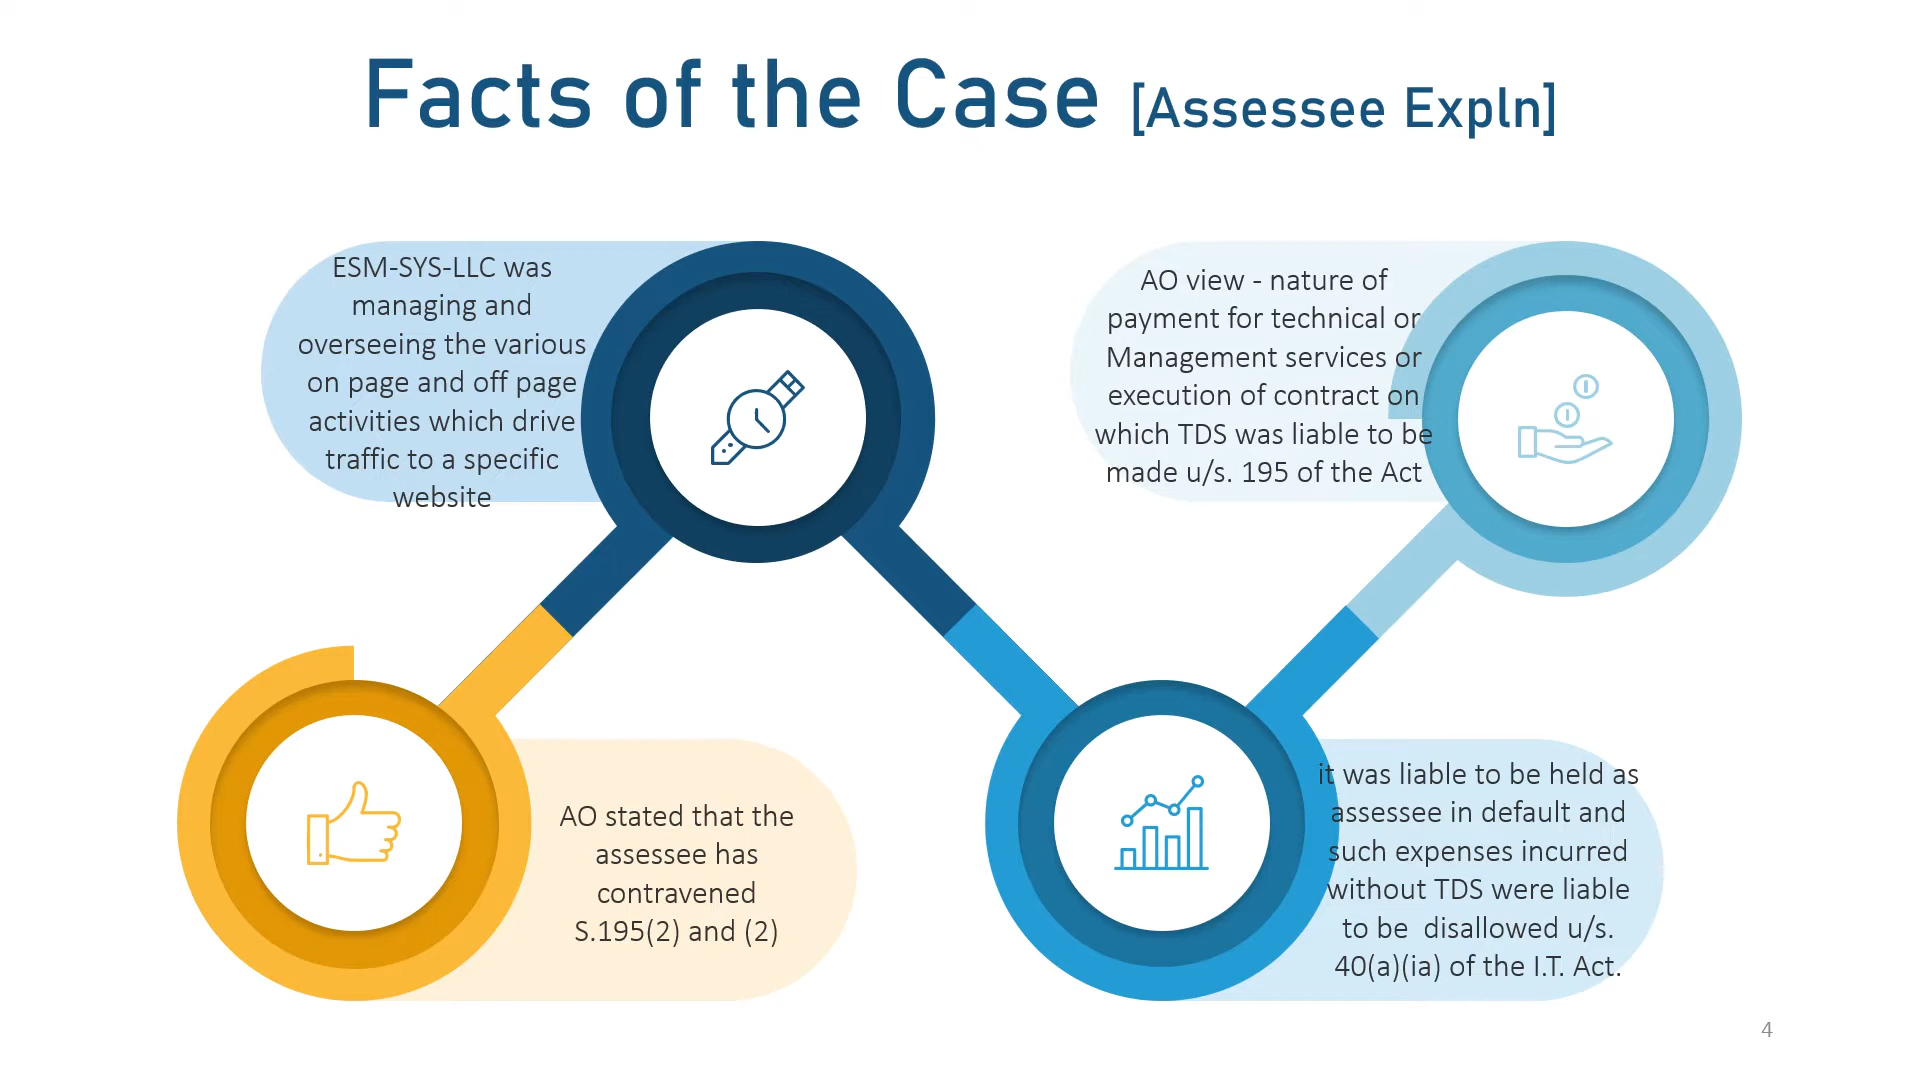 Facts of the Case [Assessee Expln]
ESM-SYS-LLC was
managing and
overseeing the various
on page and off page
activities which drive
traffic to a specific
website
AO view - nature of
payment for technical or
Management services or
execution of contract on
which TDS was liable to be
made u/s. 195 of the Act
AO stated that the
assessee has
contravened
S.195(2) and (2)
it was liable to be held as
assessee in default and
such expenses incurred
without TDS were liable
to be  disallowed u/s.
40(a)(ia) of the I.T. Act.
4